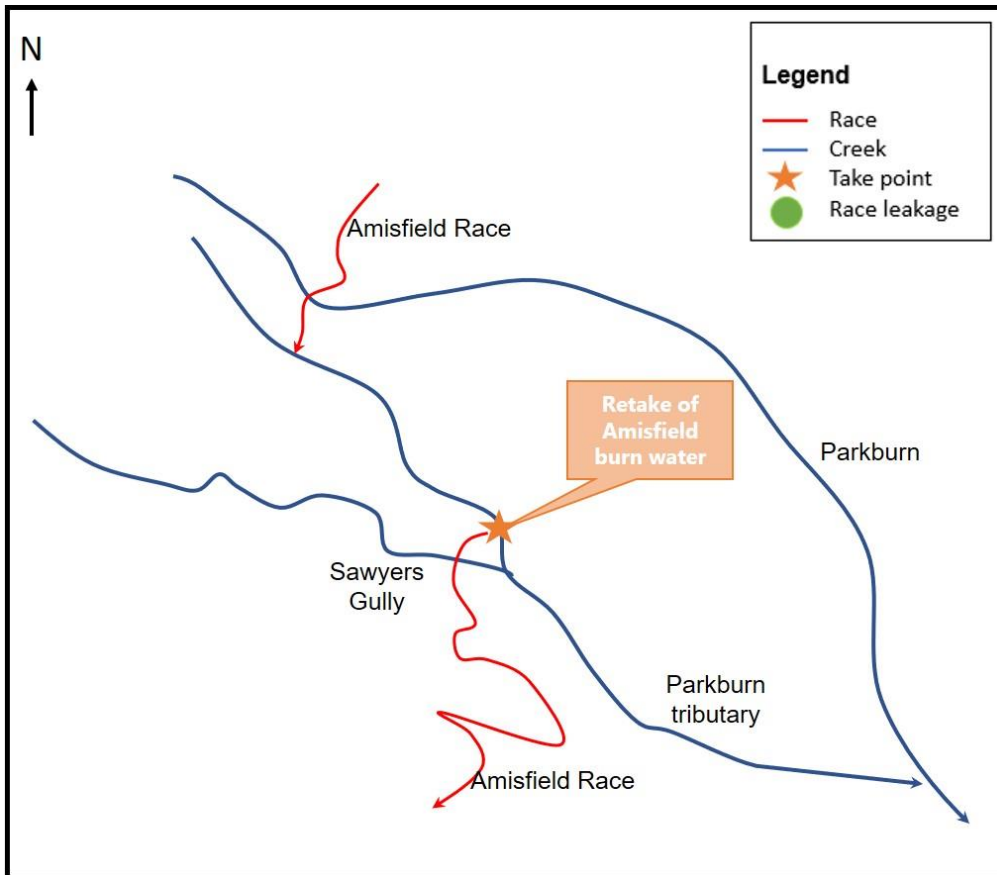 N
Legend
Race
Creek
Take point
Race leakage
Amisfield Race
Retake of
Amisfield
burn water
Parkburn
Sawyers
Gully
Parkburn
tributary
Amisfield Race